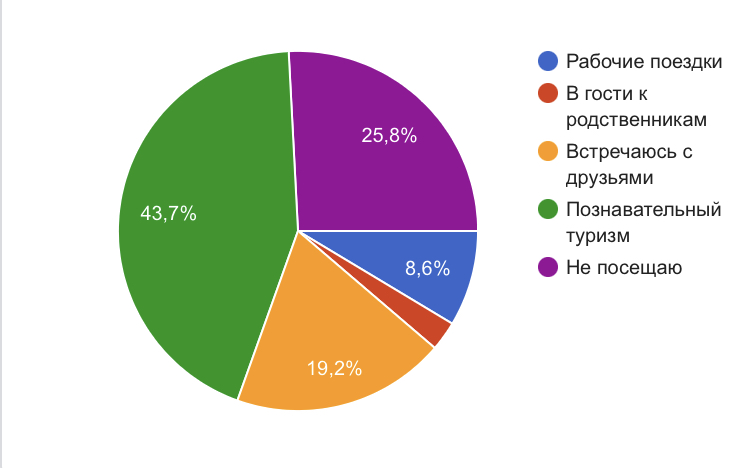 25,8%
43,7%
8,6%
19,2%
Рабочие поездки
В гости к
родственникам
Встречаюсь с
друзьями
Познавательный
туризм
Не посещаю